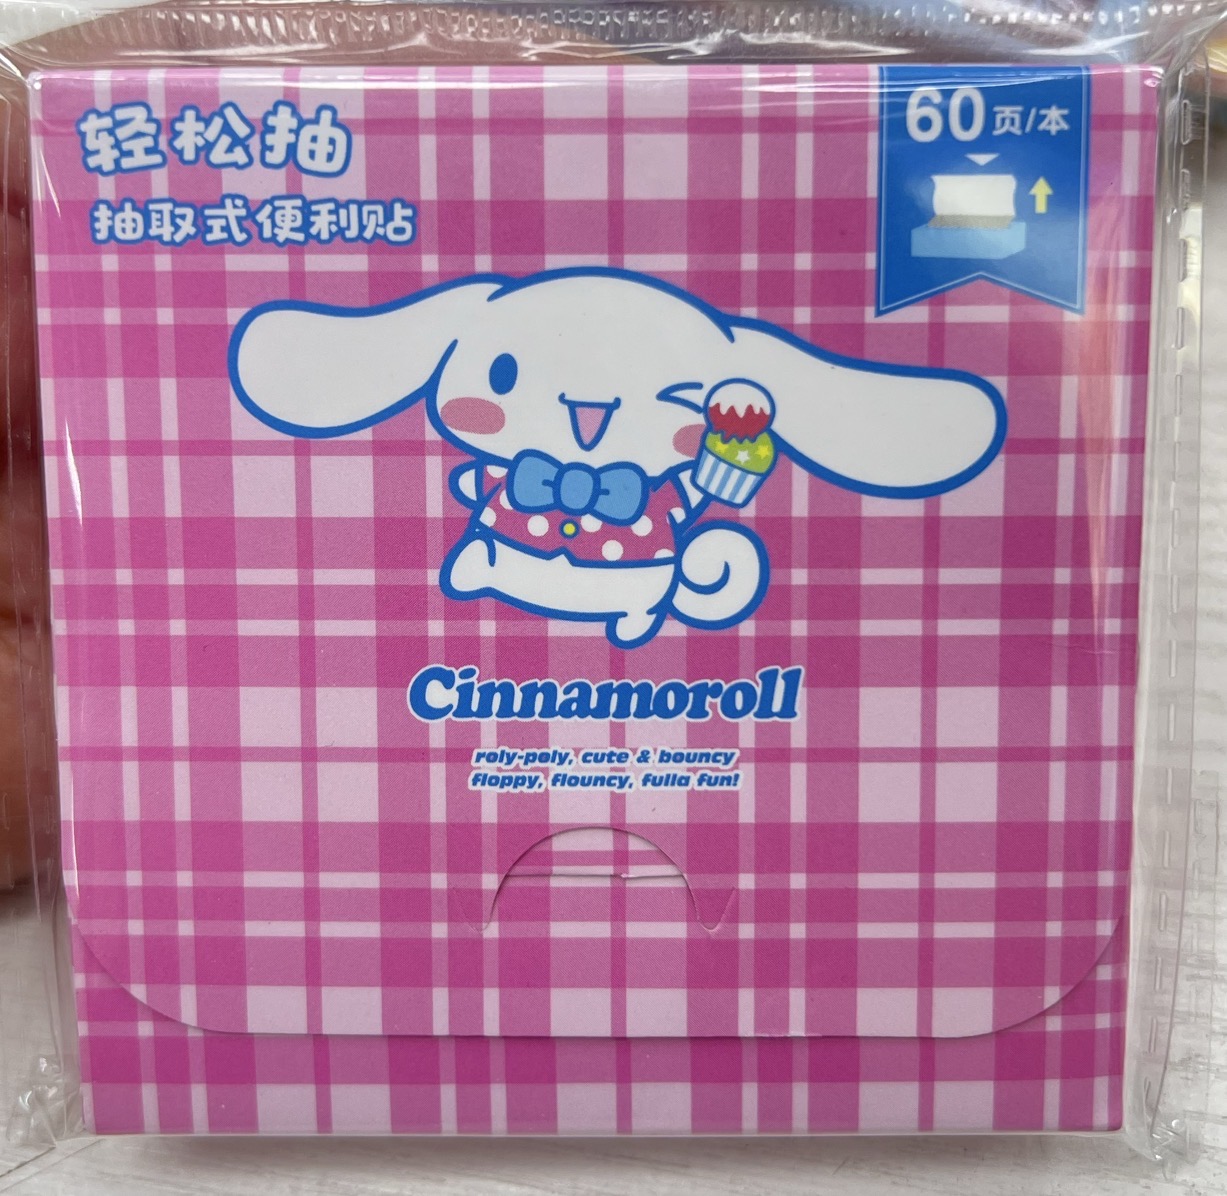 轻松抽
抽取式便利贴
60页/本
Cinnamoroll
roly-poly, cute & bouncy
floppy, flouncy, fulla fun!